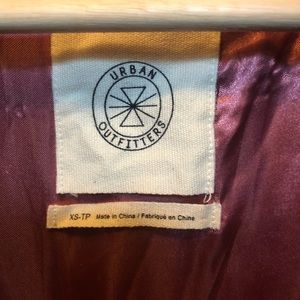 URBAN
OUTFITTERS
XS-TP Made in China / Fabriqué en Chine